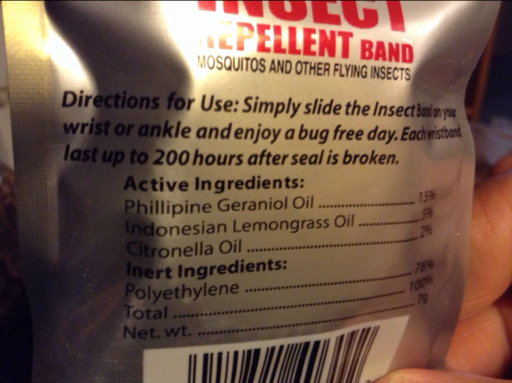 INSECT
REPELLENT BAND
MOSQUITOS AND OTHER FLYING INSECTS
Directions for Use: Simply slide the Insect Band on your
wrist or ankle and enjoy a bug free day. Each wristband
last up to 200 hours after seal is broken.
Active Ingredients:
Phillipine Geraniol Oil ........................ 15%
Indonesian Lemongrass Oil ............... 5%
Citronella Oil ........................................ 2%
Inert Ingredients:
Polyethylene ........................................ 78%
Total ..................................................... 100%
Net. wt. ................................................ 7g